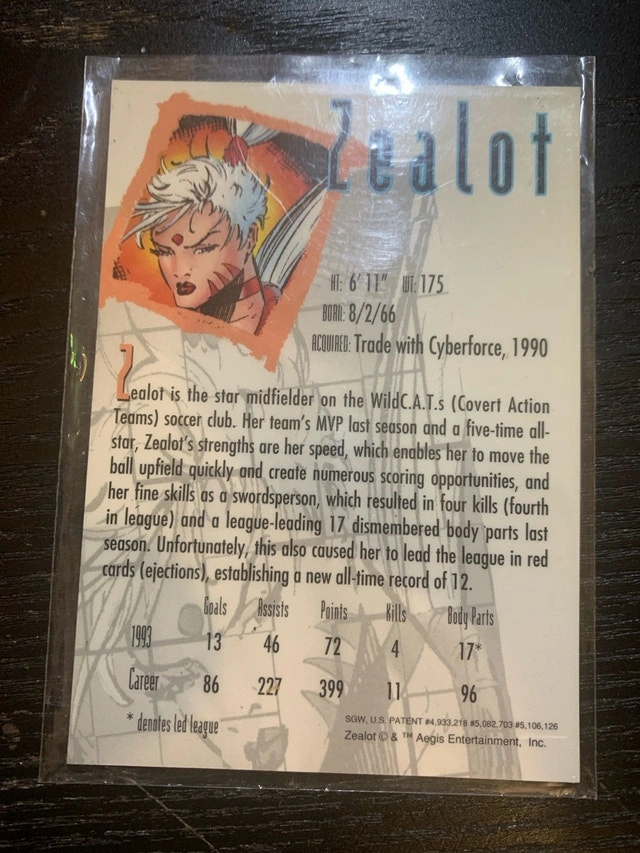 Zealot
HT: 6' 11" WT: 175
BORN: 8/2/66
ACQUIRED: Trade with Cyberforce, 1990
Zealot is the star midfielder on the WildC.A.T.s (Covert Action
Teams) soccer club. Her team's MVP last season and a five-time all-
star, Zealot's strengths are her speed, which enables her to move the
ball upfield quickly and create numerous scoring opportunities, and
her fine skills as a swordsperson, which resulted in four kills (fourth
in league) and a league-leading 17 dismembered body parts last
season. Unfortunately, this also caused her to lead the league in red
cards (ejections), establishing a new all-time record of 12.
Goals Assists Points Kills Body Parts
1993 13 46 72 4 17*
Career 86 227 399 11 96
* denotes led league
SGW, U.S. PATENT #4,933,218 #5,082,703 #5,106,126
Zealot © & ™ Aegis Entertainment, Inc.